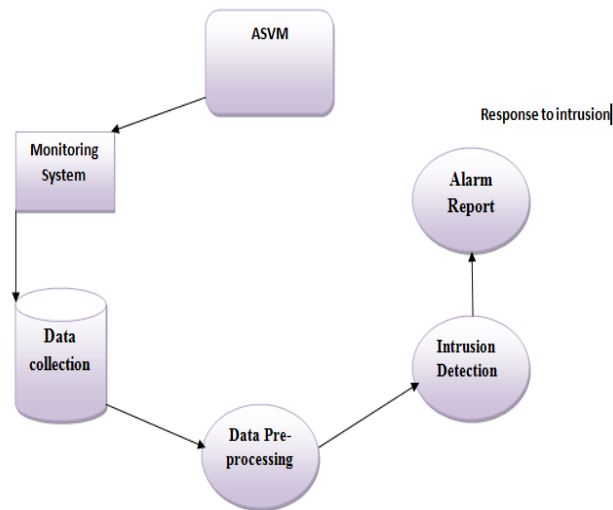 ASVM
Response to intrusion
Monitoring
System
Alarm
Report
Data
collection
Intrusion
Detection
Data Pre-
processing